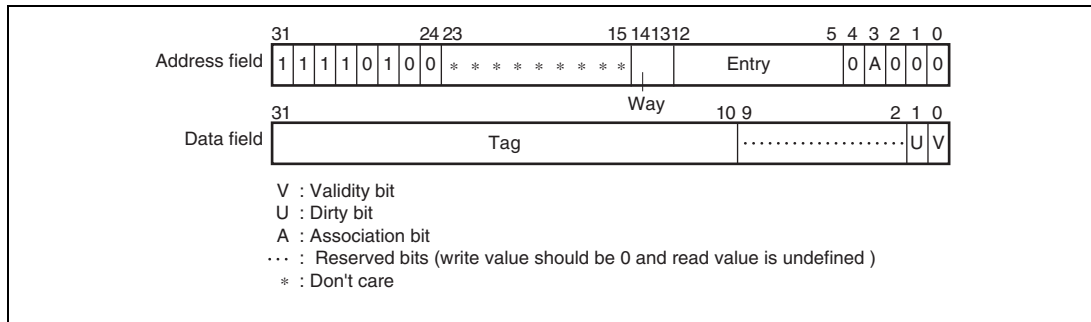 31 24 23 15 14 13 12 5 4 3 2 1 0
Address field 1 1 1 1 0 1 0 0 * * * * * * * * * Entry 0 A 0 0 0
Way
31 10 9 2 1 0
Data field Tag .................... U V
V : Validity bit
U : Dirty bit
A : Association bit
··· : Reserved bits (write value should be 0 and read value is undefined )
* : Don't care